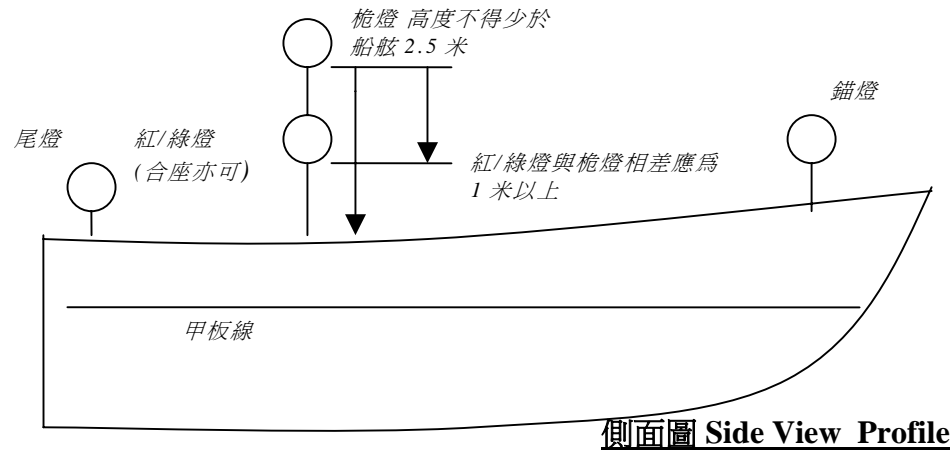 桅燈 高度不得少於
船舷 2.5 米
錨燈
尾燈
紅/綠燈
(合座亦可)
紅/綠燈與桅燈相差應爲
1 米以上
甲板線
側面圖 Side View Profile